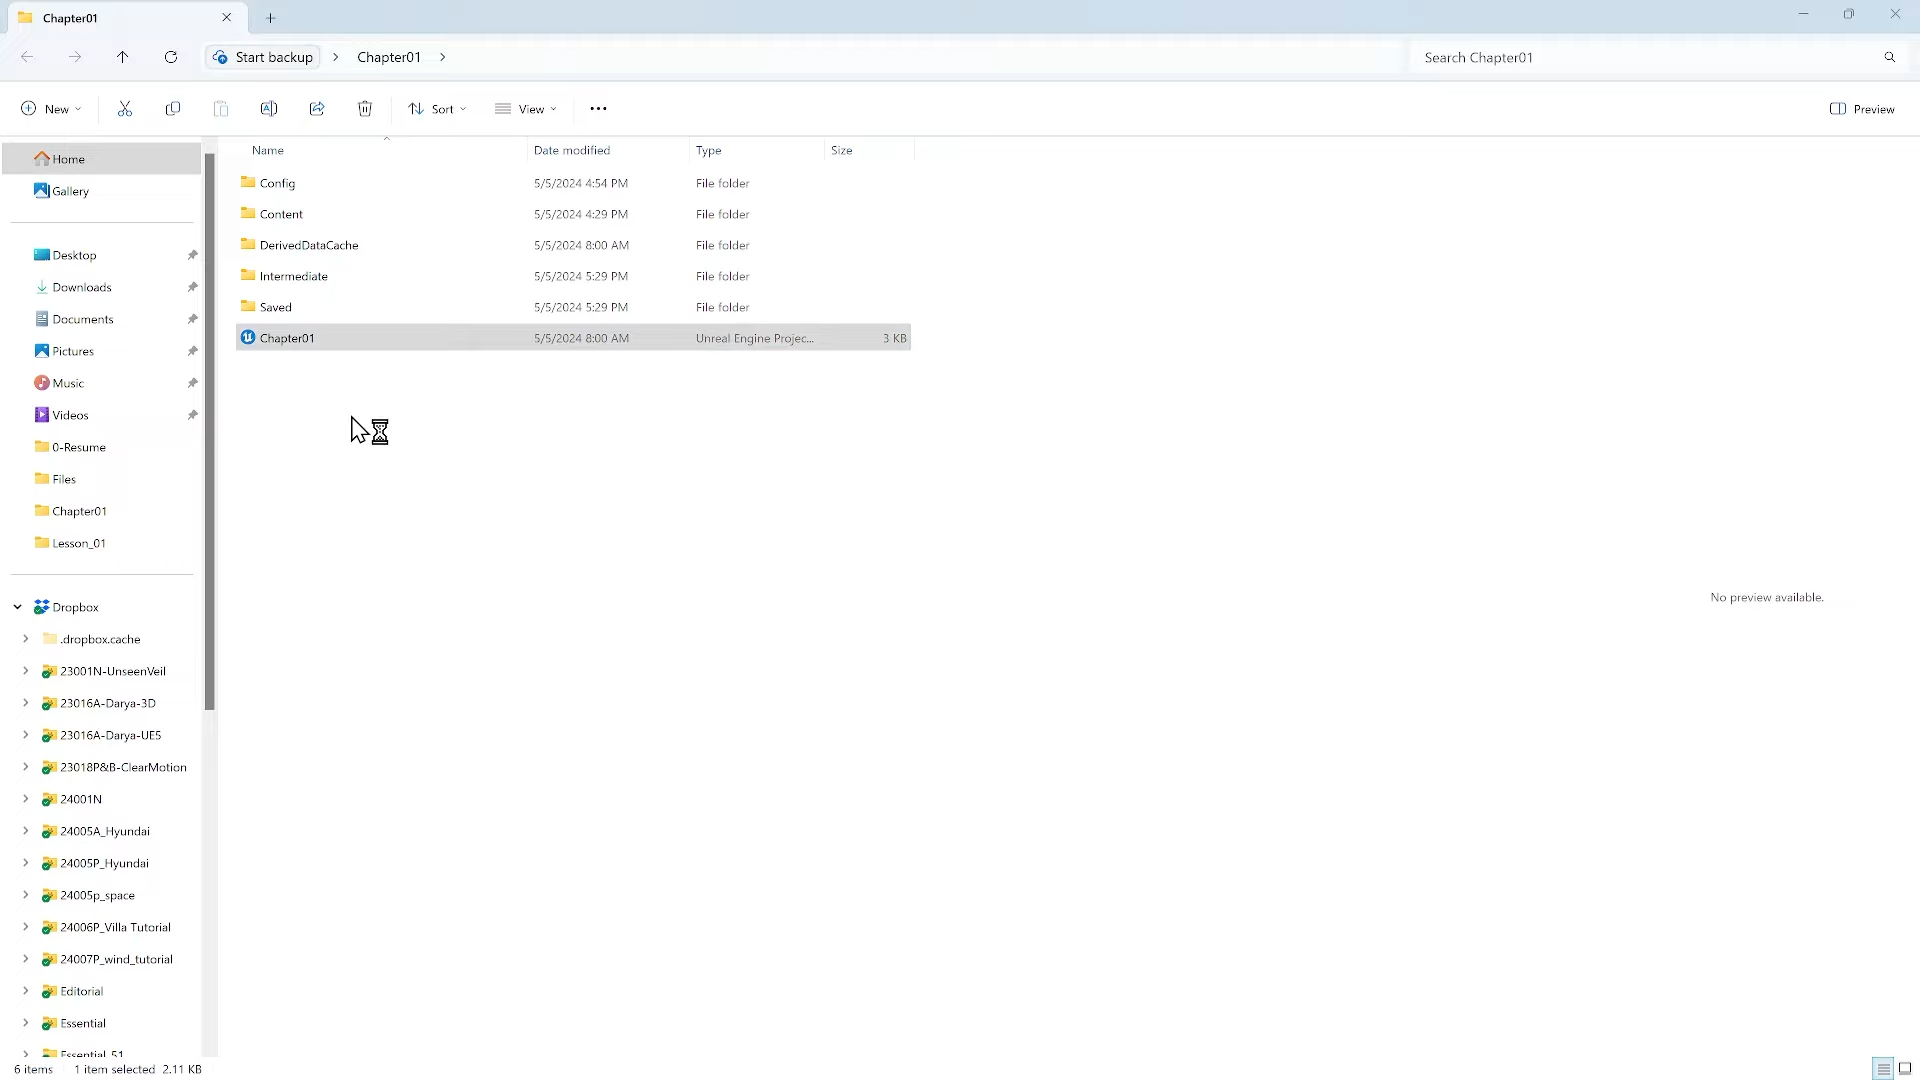 Chapter01
Start backup
Chapter01
Search Chapter01
New
Sort
View
Preview
Name Date modified Type Size
Home
Gallery
Desktop
Downloads
Documents
Pictures
Music
Videos
0-Resume
Files
Chapter01
Lesson_01
Dropbox
.dropbox.cache
23001N-UnseenVeil
23016A-Darya-3D
23016A-Darya-UE5
23018P&B-ClearMotion
24001N
24005A_Hyundai
24005P_Hyundai
24005p_space
24006P_Villa Tutorial
24007P_wind_tutorial
Editorial
Essential
Essential_51
Config 5/5/2024 4:54 PM File folder
Content 5/5/2024 4:29 PM File folder
DerivedDataCache 5/5/2024 8:00 AM File folder
Intermediate 5/5/2024 5:29 PM File folder
Saved 5/5/2024 5:29 PM File folder
Chapter01 5/5/2024 8:00 AM Unreal Engine Projec... 3 KB
No preview available.
6 items 1 item selected 2.11 KB